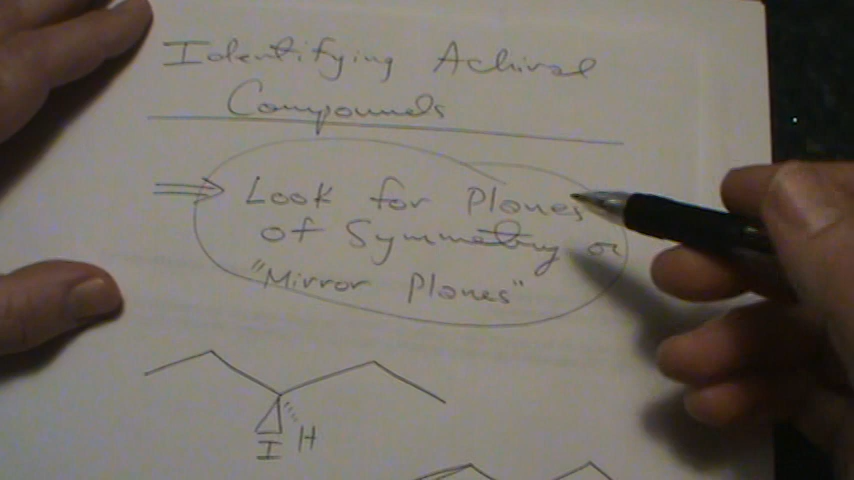 Identifying Achiral
Compounds
⇒ Look for Planes
of Symmetry or
"Mirror Planes"
I H